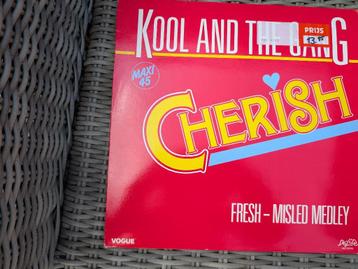 KOOL AND THE GANG
PRIJS
MAXI
45
CHERISH
FRESH - MISLED MEDLEY
VOGUE